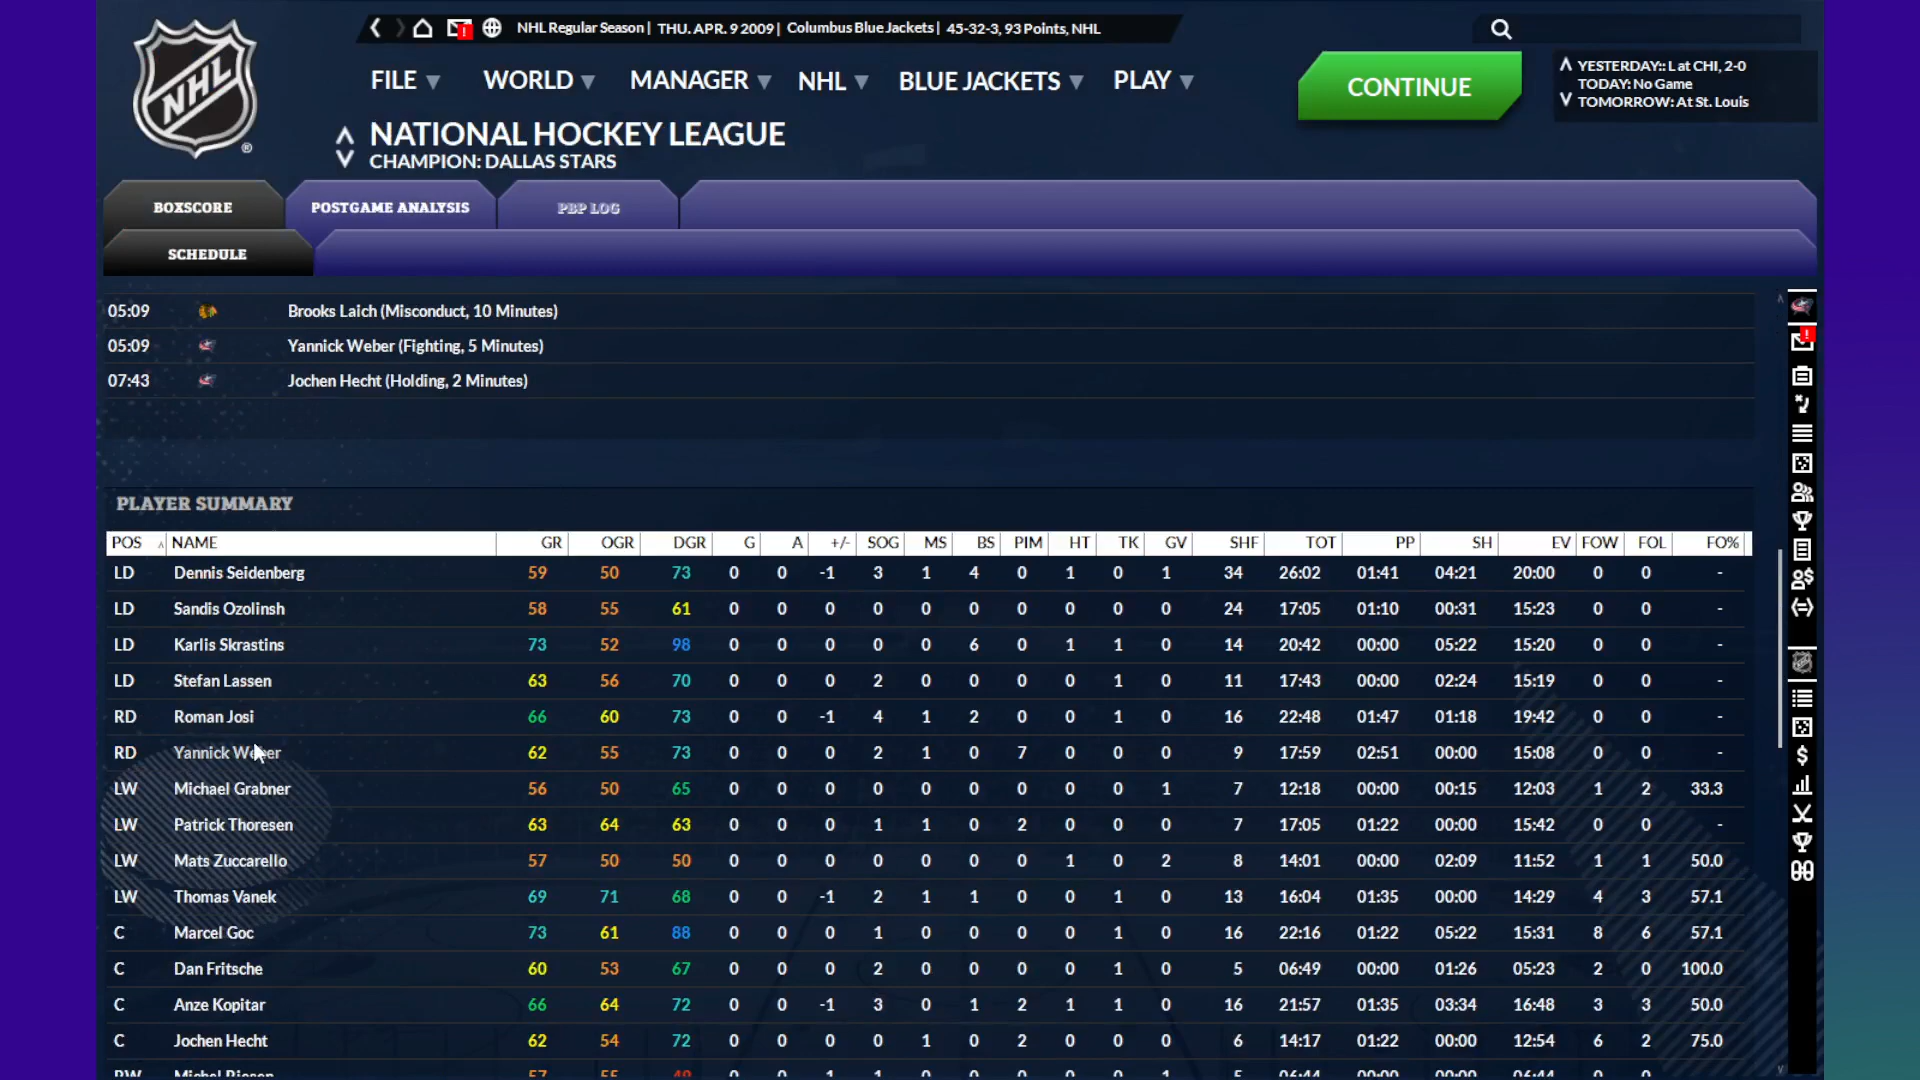 NHL Regular Season | THU. APR. 9 2009 | Columbus Blue Jackets | 45-32-3, 93 Points, NHL
FILE WORLD MANAGER NHL BLUE JACKETS PLAY
CONTINUE
YESTERDAY:: L at CHI, 2-0
TODAY: No Game
TOMORROW: At St. Louis
NHL
NATIONAL HOCKEY LEAGUE
CHAMPION: DALLAS STARS
BOXSCORE POSTGAME ANALYSIS PBP LOG
SCHEDULE
05:09 Brooks Laich (Misconduct, 10 Minutes)
05:09 Yannick Weber (Fighting, 5 Minutes)
07:43 Jochen Hecht (Holding, 2 Minutes)
PLAYER SUMMARY
POS NAME GR OGR DGR G A +/- SOG MS BS PIM HT TK GV SHF TOT PP SH EV FOW FOL FO%
LD Dennis Seidenberg 59 50 73 0 0 -1 3 1 4 0 1 0 1 34 26:02 01:41 04:21 20:00 0 0 -
LD Sandis Ozolinsh 58 55 61 0 0 0 0 0 0 0 0 0 0 24 17:05 01:10 00:31 15:23 0 0 -
LD Karlis Skrastins 73 52 98 0 0 0 0 0 6 0 1 1 0 14 20:42 00:00 05:22 15:20 0 0 -
LD Stefan Lassen 63 56 70 0 0 0 2 0 0 0 0 1 0 11 17:43 00:00 02:24 15:19 0 0 -
RD Roman Josi 66 60 73 0 0 -1 4 1 2 0 0 1 0 16 22:48 01:47 01:18 19:42 0 0 -
RD Yannick Weber 62 55 73 0 0 0 2 1 0 7 0 0 0 9 17:59 02:51 00:00 15:08 0 0 -
LW Michael Grabner 56 50 65 0 0 0 0 0 0 0 0 0 1 7 12:18 00:00 00:15 12:03 1 2 33.3
LW Patrick Thoresen 63 64 63 0 0 0 1 1 0 2 0 0 0 7 17:05 01:22 00:00 15:42 0 0 -
LW Mats Zuccarello 57 50 50 0 0 0 0 0 0 0 1 0 2 8 14:01 00:00 02:09 11:52 1 1 50.0
LW Thomas Vanek 69 71 68 0 0 -1 2 1 1 0 0 1 0 13 16:04 01:35 00:00 14:29 4 3 57.1
C Marcel Goc 73 61 88 0 0 0 1 0 0 0 0 1 0 16 22:16 01:22 05:22 15:31 8 6 57.1
C Dan Fritsche 60 53 67 0 0 0 2 0 0 0 0 1 0 5 06:49 00:00 01:26 05:23 2 0 100.0
C Anze Kopitar 66 64 72 0 0 -1 3 0 1 2 1 1 0 16 21:57 01:35 03:34 16:48 3 3 50.0
C Jochen Hecht 62 54 72 0 0 0 0 1 0 2 0 0 0 6 14:17 01:22 00:00 12:54 6 2 75.0